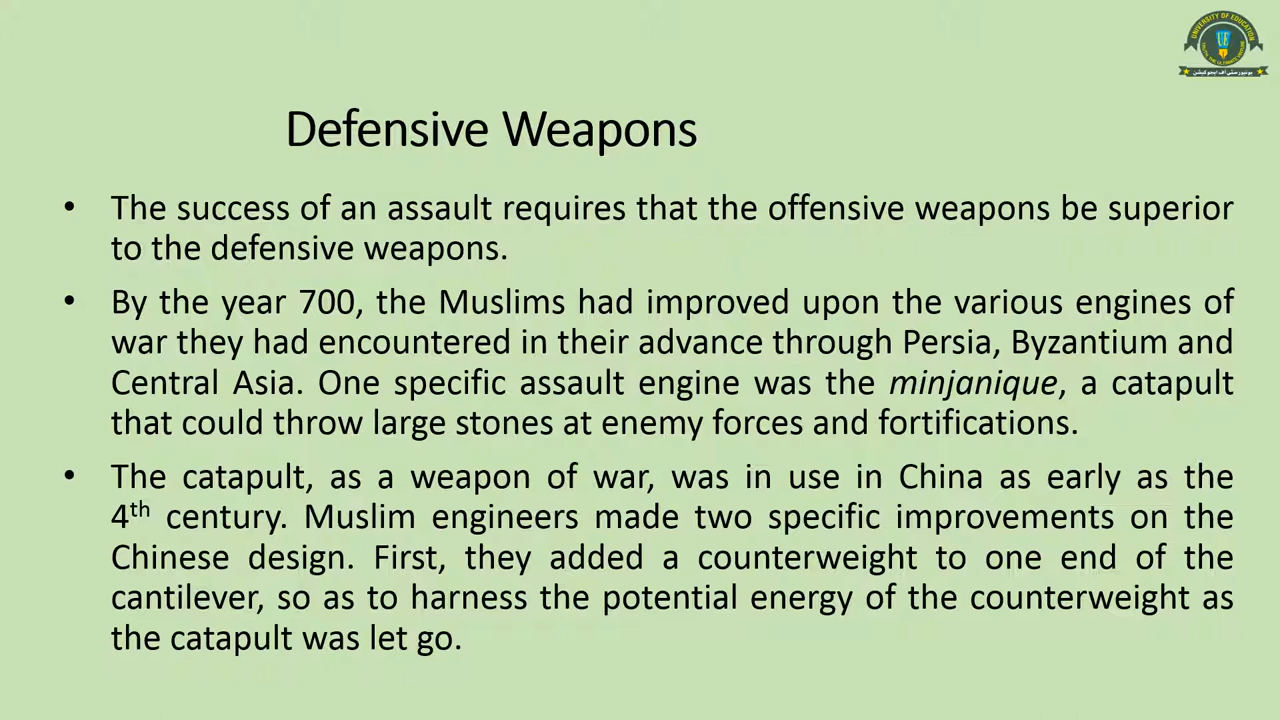 UNIVERSITY OF EDUCATION
UE
یونیورسٹی آف ایجوکیشن
Defensive Weapons
• The success of an assault requires that the offensive weapons be superior
to the defensive weapons.
• By the year 700, the Muslims had improved upon the various engines of
war they had encountered in their advance through Persia, Byzantium and
Central Asia. One specific assault engine was the minjanique, a catapult
that could throw large stones at enemy forces and fortifications.
• The catapult, as a weapon of war, was in use in China as early as the
4th century. Muslim engineers made two specific improvements on the
Chinese design. First, they added a counterweight to one end of the
cantilever, so as to harness the potential energy of the counterweight as
the catapult was let go.